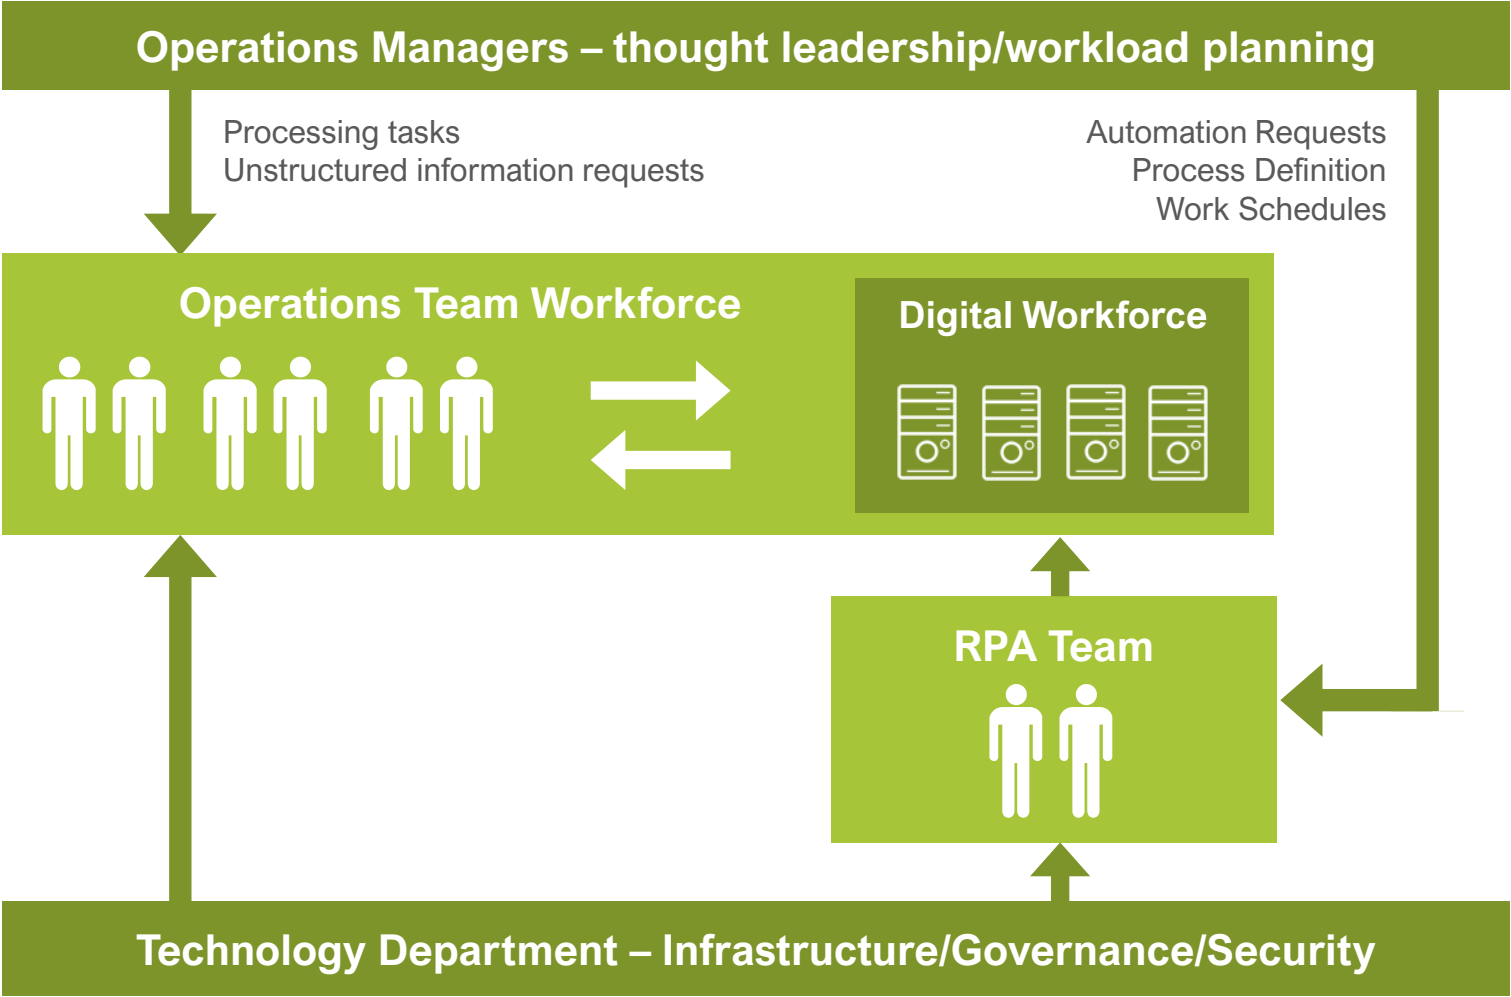 Operations Managers – thought leadership/workload planning
Processing tasks
Unstructured information requests
Automation Requests
Process Definition
Work Schedules
Operations Team Workforce
Digital Workforce
RPA Team
Technology Department – Infrastructure/Governance/Security